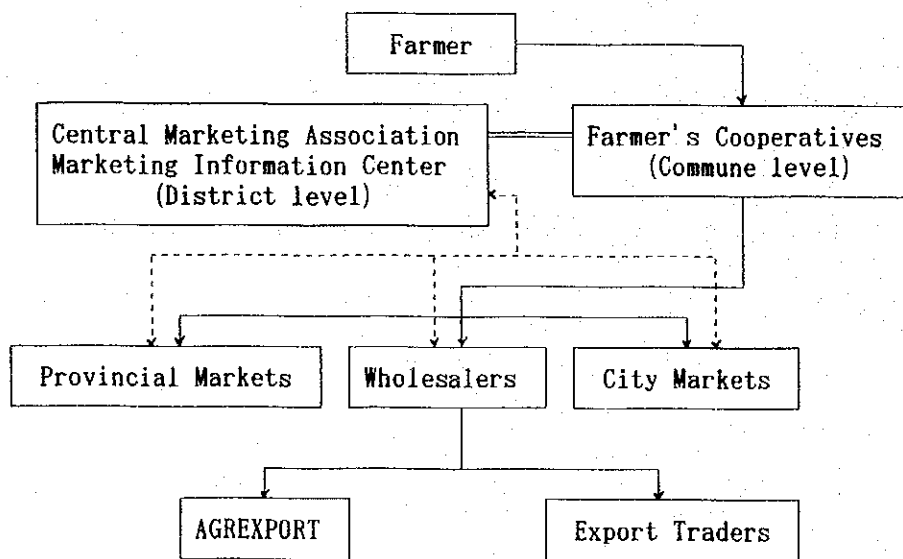 Farmer
Central Marketing Association
Marketing Information Center
(District level)
Farmer's Cooperatives
(Commune level)
Provincial Markets
Wholesalers
City Markets
AGREXPORT
Export Traders